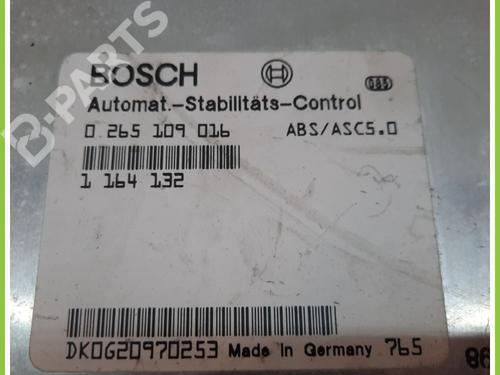 B-PARTS
BOSCH
Automat.-Stabilitäts-Control
0 265 109 016 ABS/ASC5.0
1 164 132
DK0G20970253 Made in Germany 765
86